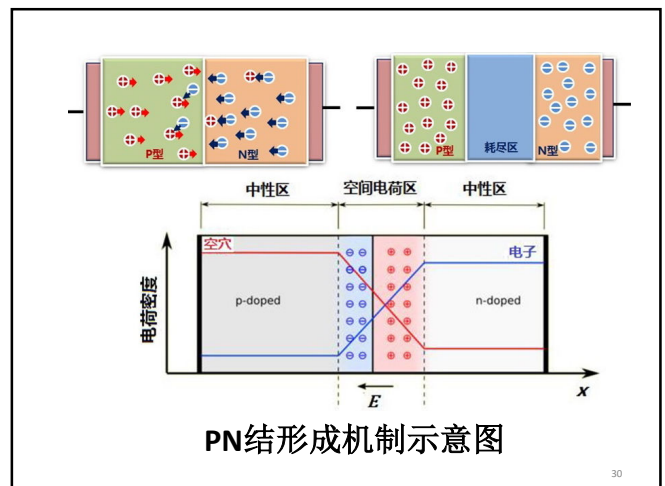 P型
N型
P型
耗尽区
N型
中性区
空间电荷区
中性区
空穴
电子
电荷密度
p-doped
n-doped
E
x
PN结形成机制示意图
30